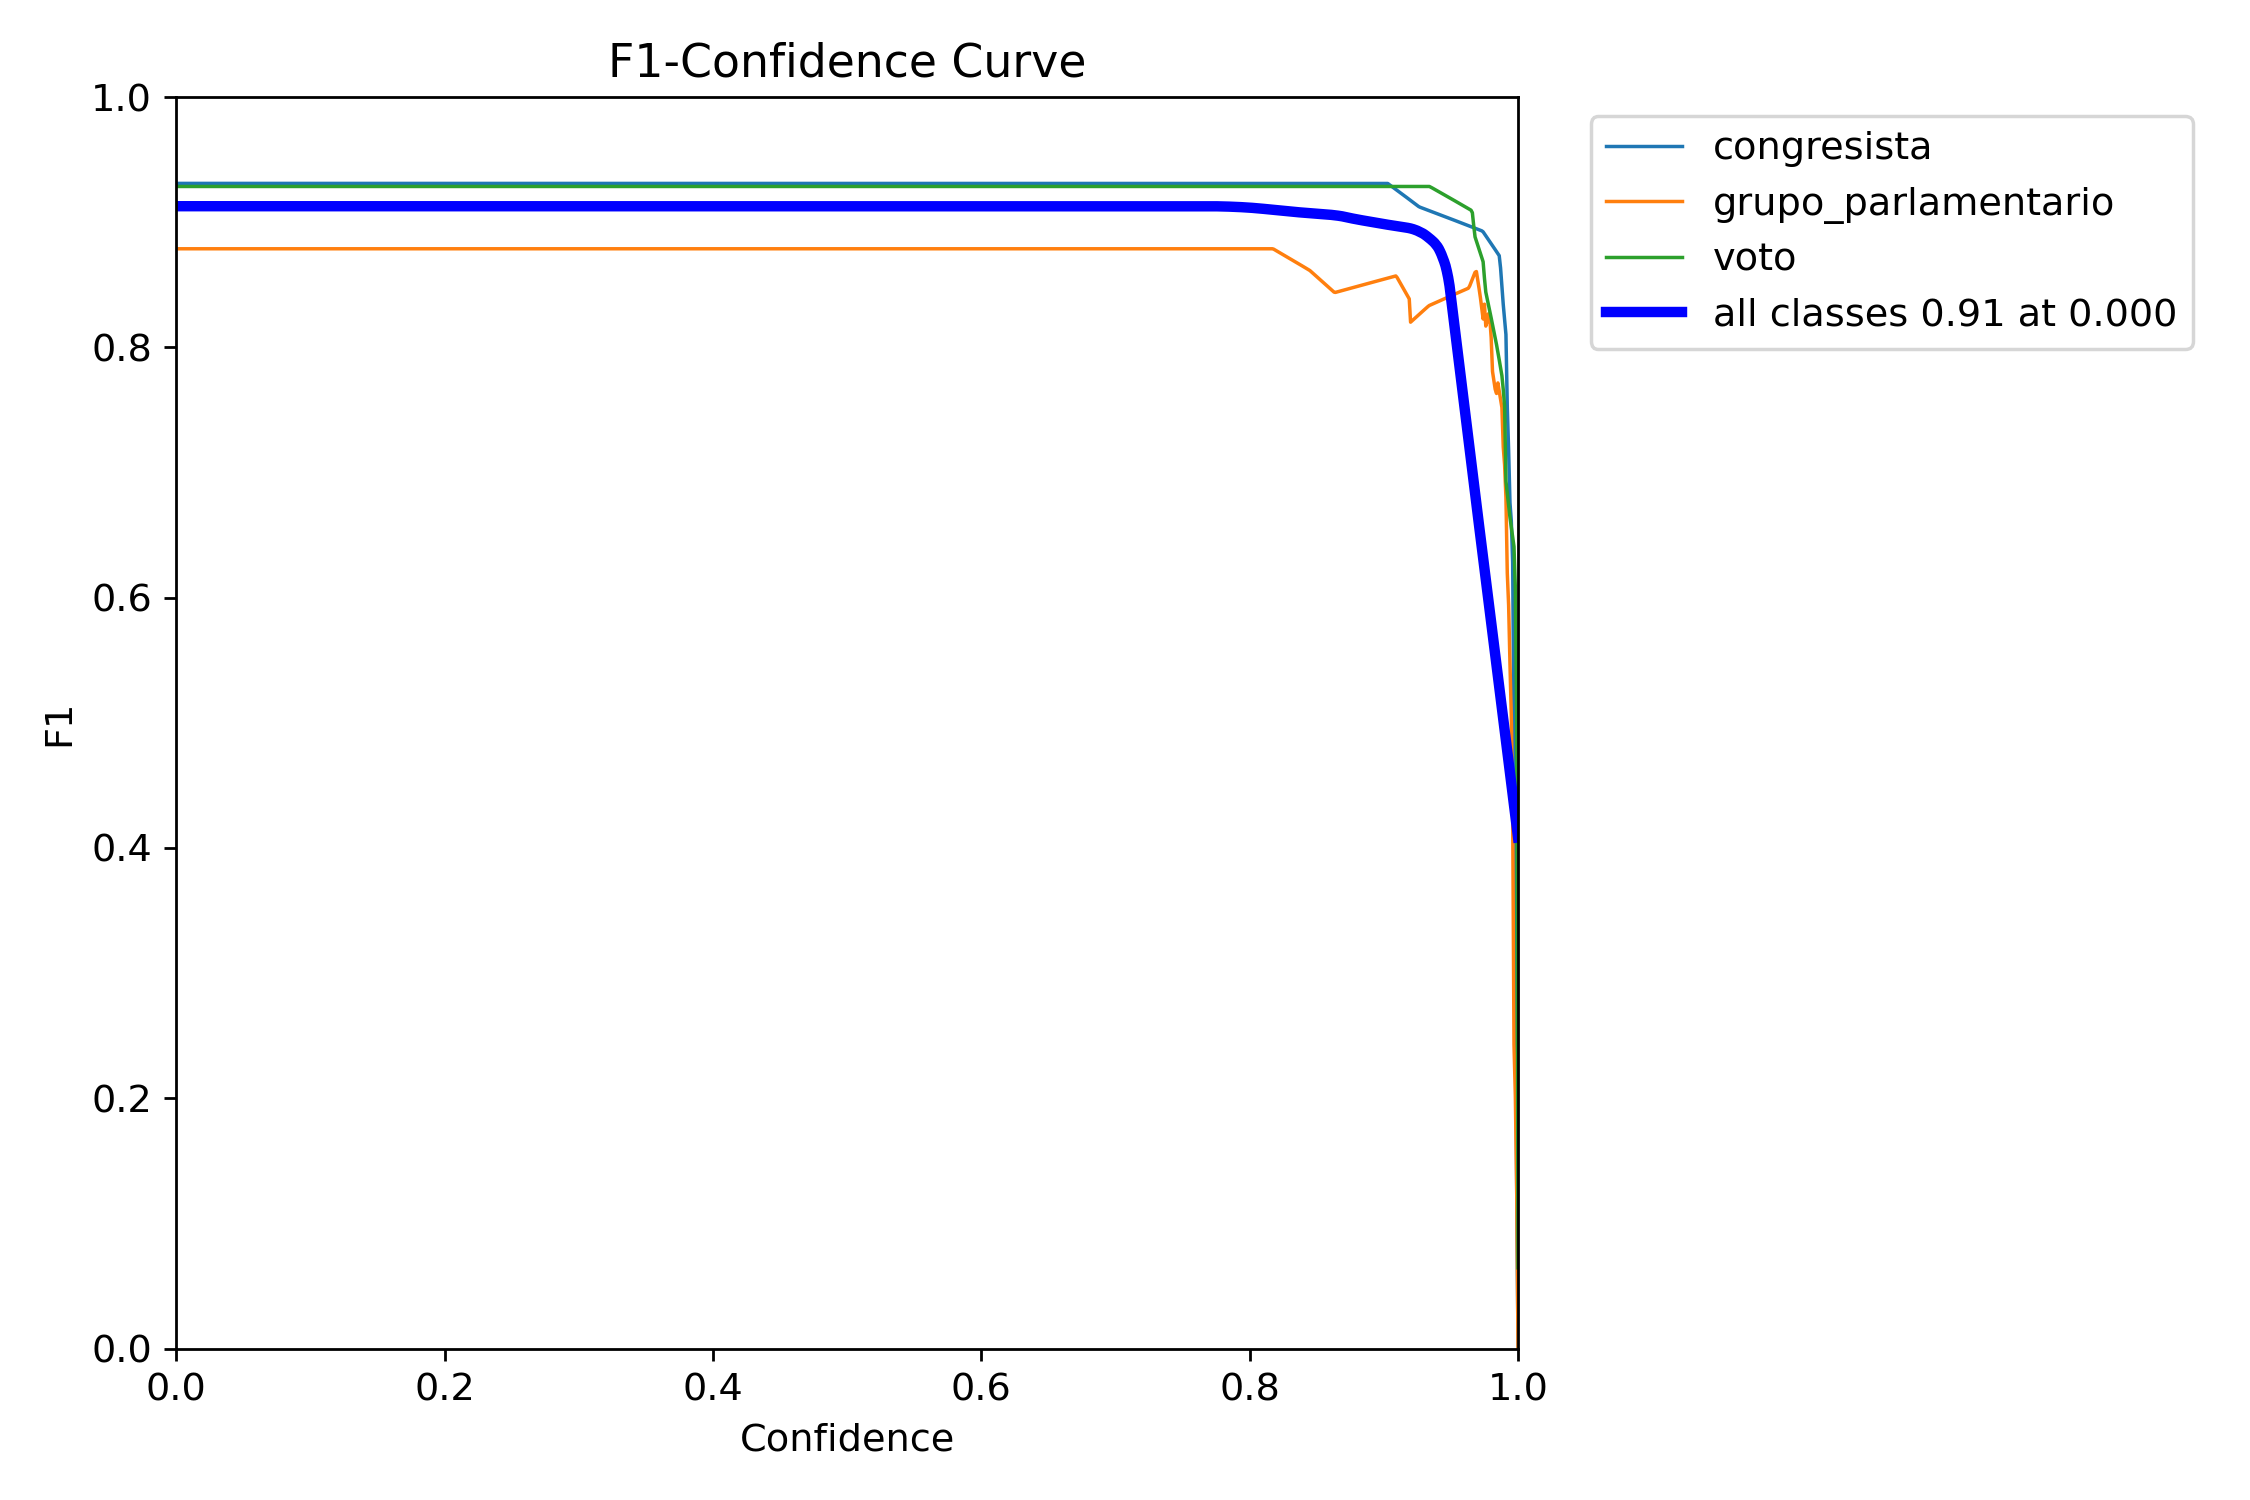 F1-Confidence Curve
1.0
0.8
0.6
0.4
0.2
0.0
F1
0.0 0.2 0.4 0.6 0.8 1.0
Confidence
congresista
grupo_parlamentario
voto
all classes 0.91 at 0.000